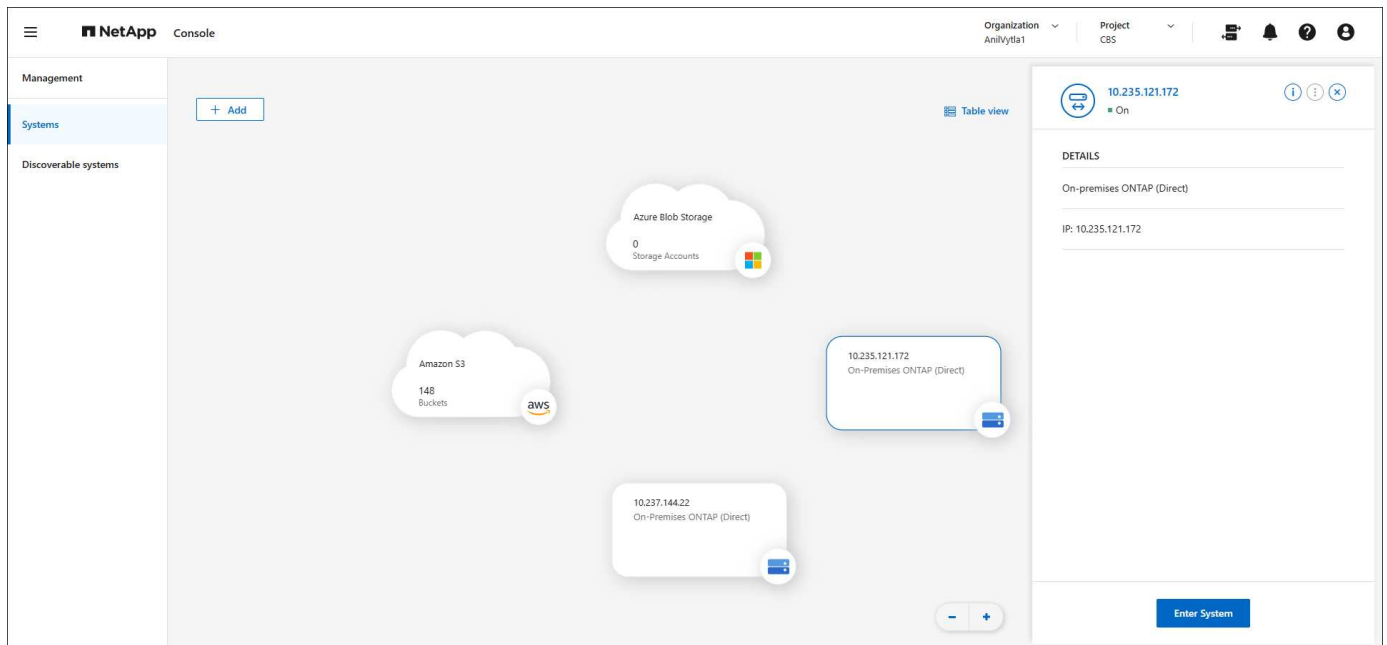 NetApp Console
Organization
AnilVytla1
Project
CBS
Management
Systems
Discoverable systems
+ Add
Table view
Azure Blob Storage
0
Storage Accounts
Amazon S3
148
Buckets
aws
10.235.121.172
On-Premises ONTAP (Direct)
10.237.144.22
On-Premises ONTAP (Direct)
10.235.121.172
On
DETAILS
On-premises ONTAP (Direct)
IP: 10.235.121.172
Enter System